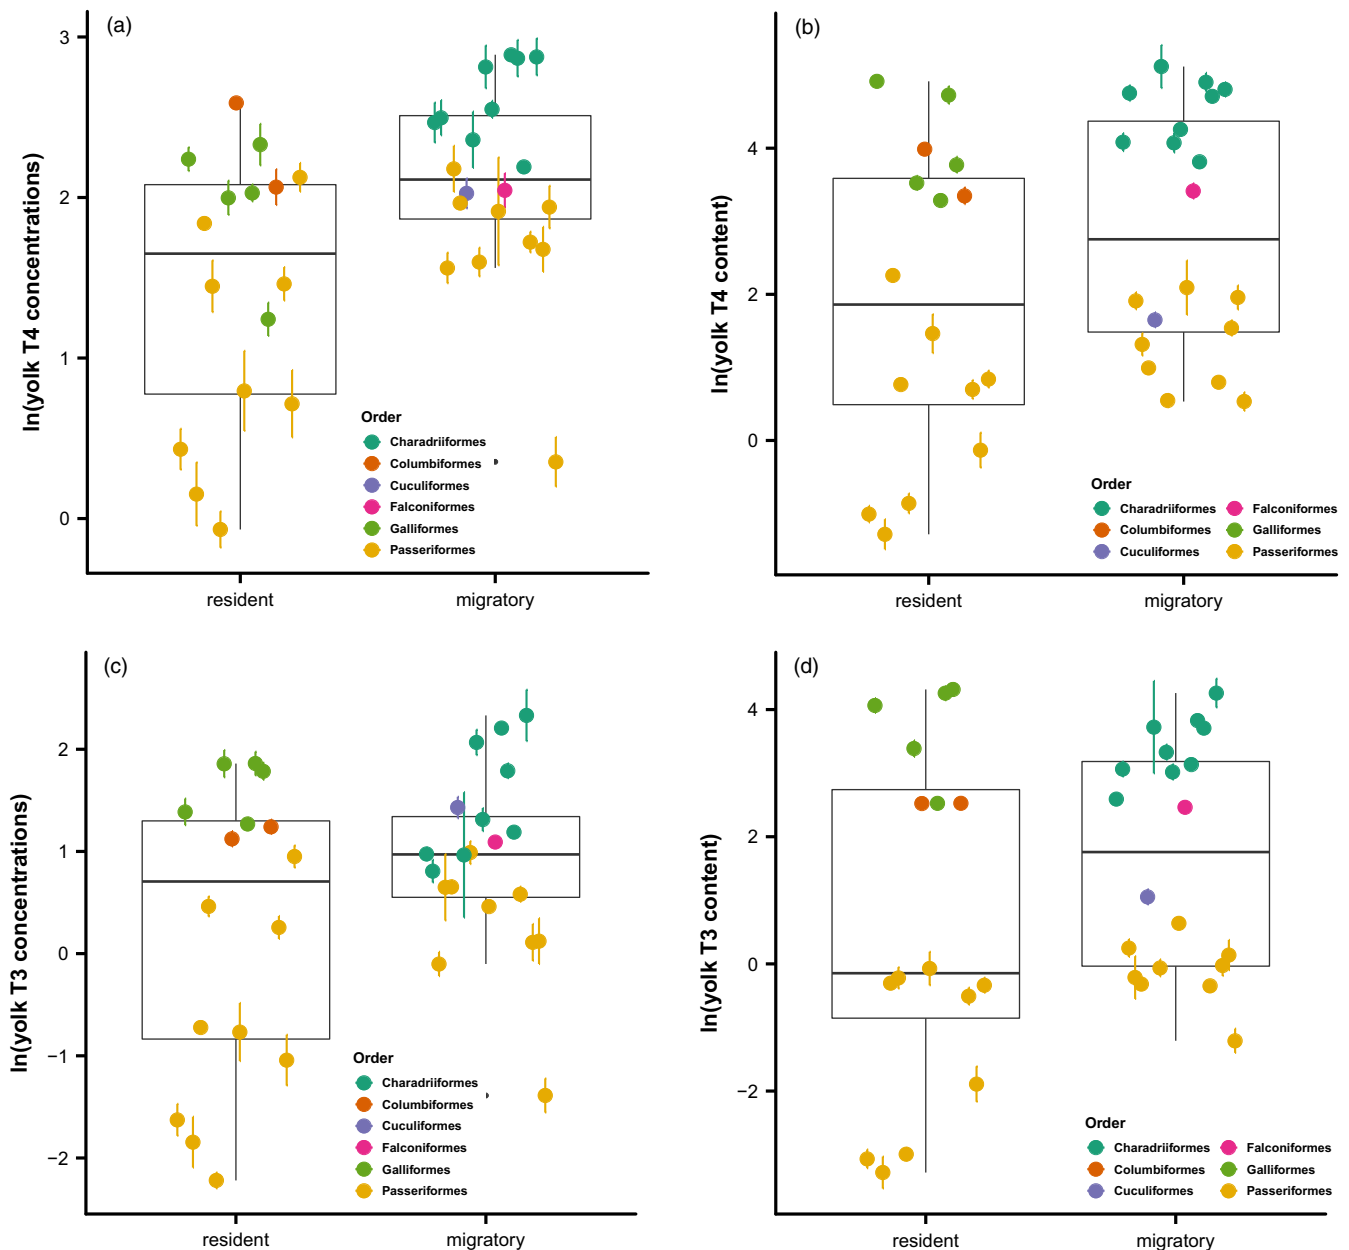 (a)
ln(yolk T4 concentrations)
3
2
1
0
Order
Charadriiformes
Columbiformes
Cuculiformes
Falconiformes
Galliformes
Passeriformes
resident
migratory
(b)
ln(yolk T4 content)
4
2
0
Order
Charadriiformes
Columbiformes
Cuculiformes
Falconiformes
Galliformes
Passeriformes
resident
migratory
(c)
ln(yolk T3 concentrations)
2
1
0
−1
−2
Order
Charadriiformes
Columbiformes
Cuculiformes
Falconiformes
Galliformes
Passeriformes
resident
migratory
(d)
ln(yolk T3 content)
4
2
0
−2
Order
Charadriiformes
Columbiformes
Cuculiformes
Falconiformes
Galliformes
Passeriformes
resident
migratory